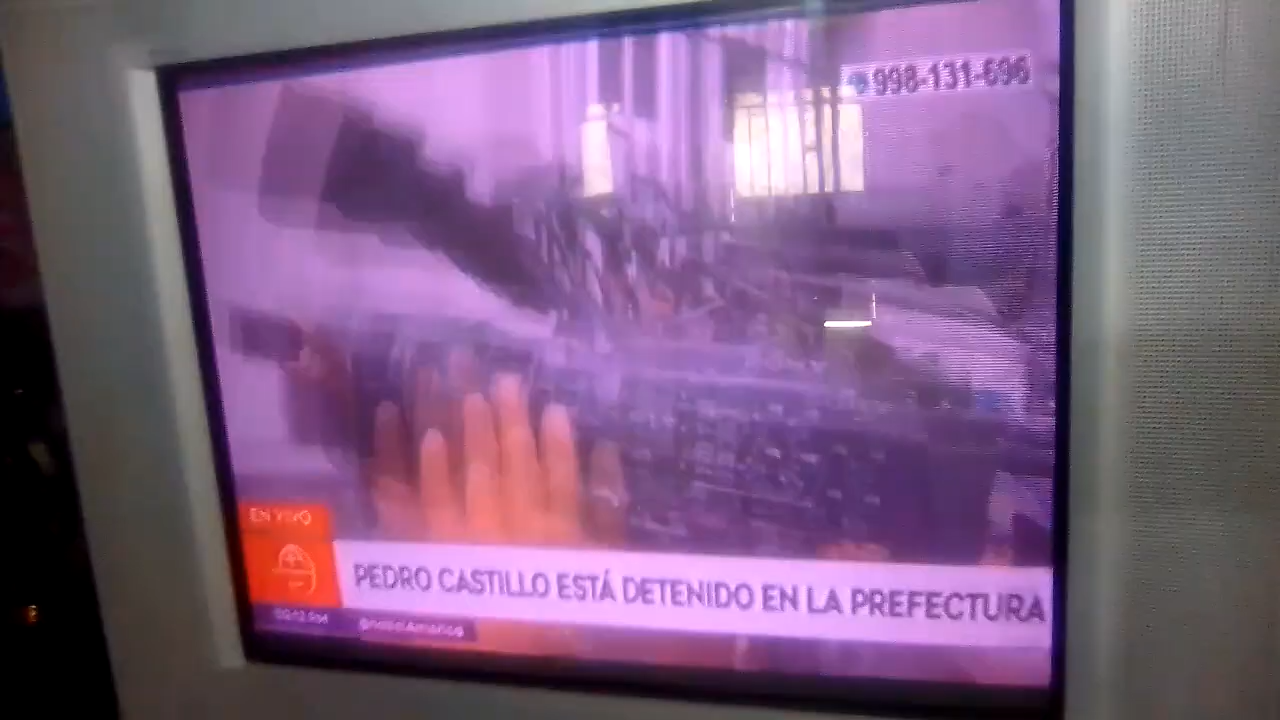 998-131-696
EN VIVO
PEDRO CASTILLO ESTÁ DETENIDO EN LA PREFECTURA